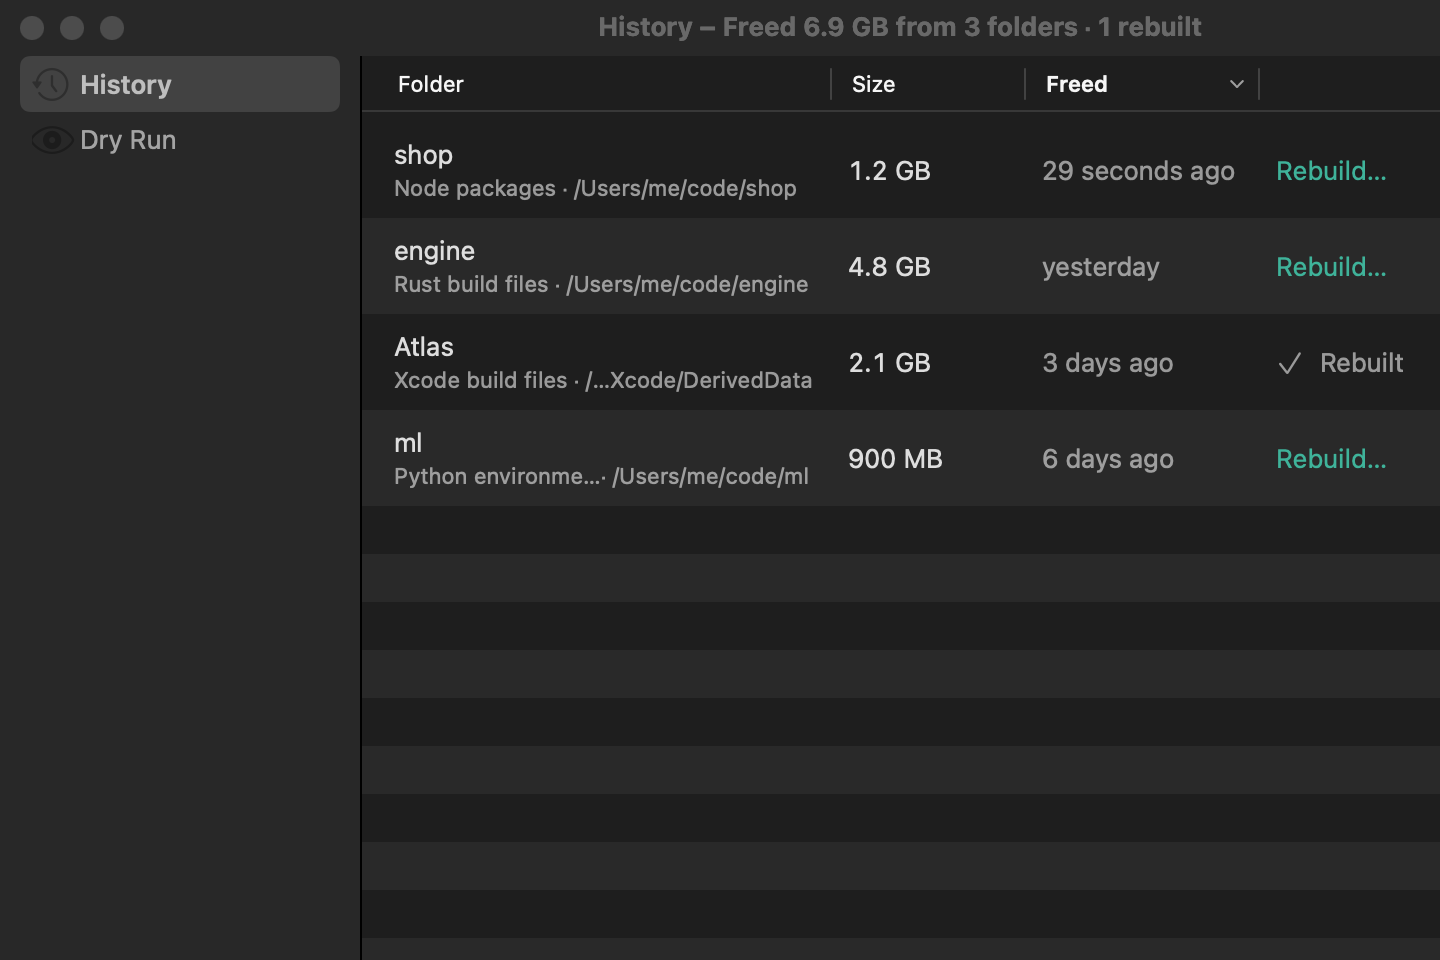 History – Freed 6.9 GB from 3 folders · 1 rebuilt
History
Dry Run
Folder Size Freed
shop
Node packages · /Users/me/code/shop
1.2 GB 29 seconds ago Rebuild...
engine
Rust build files · /Users/me/code/engine
4.8 GB yesterday Rebuild...
Atlas
Xcode build files · /...Xcode/DerivedData
2.1 GB 3 days ago ✓ Rebuilt
ml
Python environme...· /Users/me/code/ml
900 MB 6 days ago Rebuild...